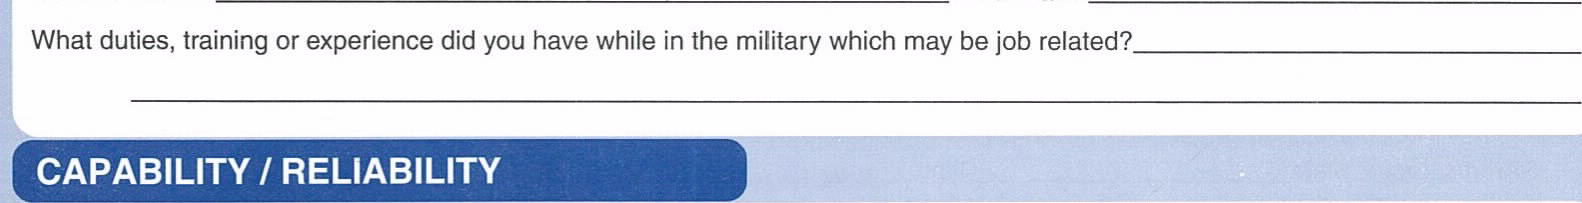 What duties, training or experience did you have while in the military which may be job related?
CAPABILITY / RELIABILITY